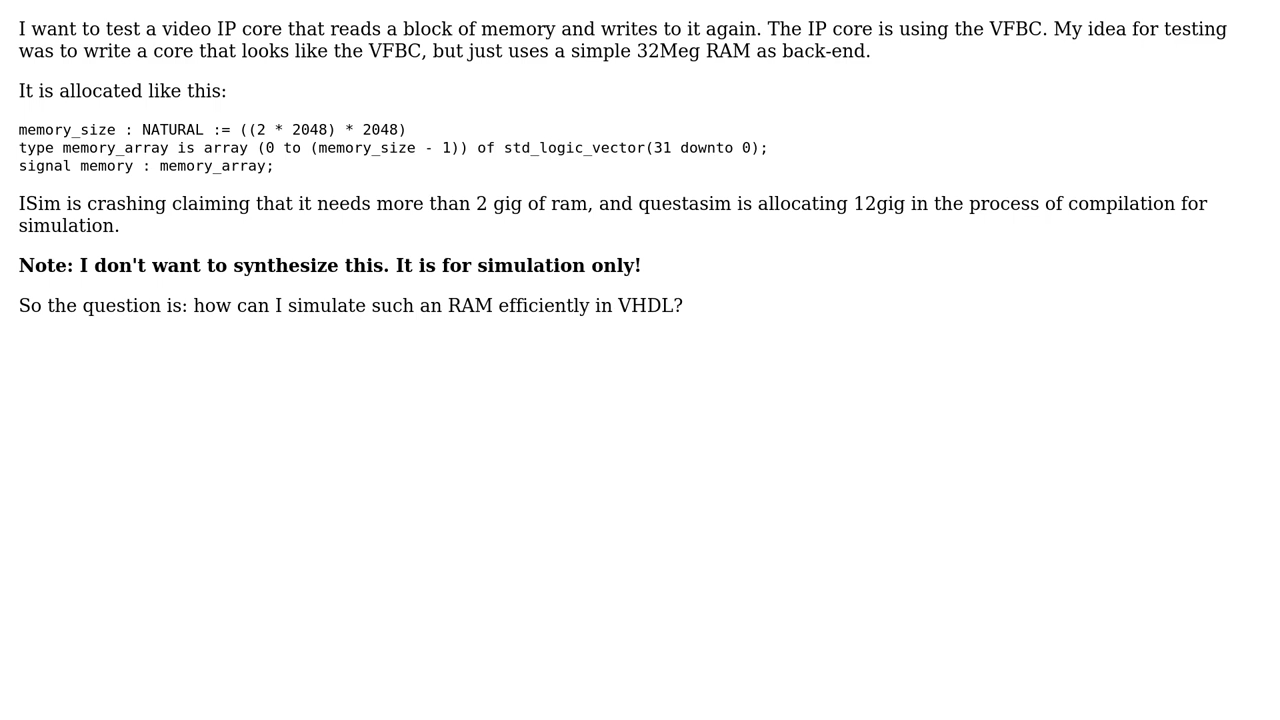 I want to test a video IP core that reads a block of memory and writes to it again. The IP core is using the VFBC. My idea for testing
was to write a core that looks like the VFBC, but just uses a simple 32Meg RAM as back-end.
It is allocated like this:
memory_size : NATURAL := ((2 * 2048) * 2048)
type memory_array is array (0 to (memory_size - 1)) of std_logic_vector(31 downto 0);
signal memory : memory_array;
ISim is crashing claiming that it needs more than 2 gig of ram, and questasim is allocating 12gig in the process of compilation for
simulation.
Note: I don't want to synthesize this. It is for simulation only!
So the question is: how can I simulate such an RAM efficiently in VHDL?